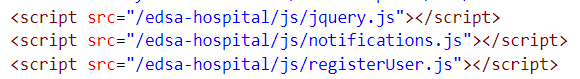 <script src="/edsa-hospital/js/jquery.js"></script>
<script src="/edsa-hospital/js/notifications.js"></script>
<script src="/edsa-hospital/js/registerUser.js"></script>